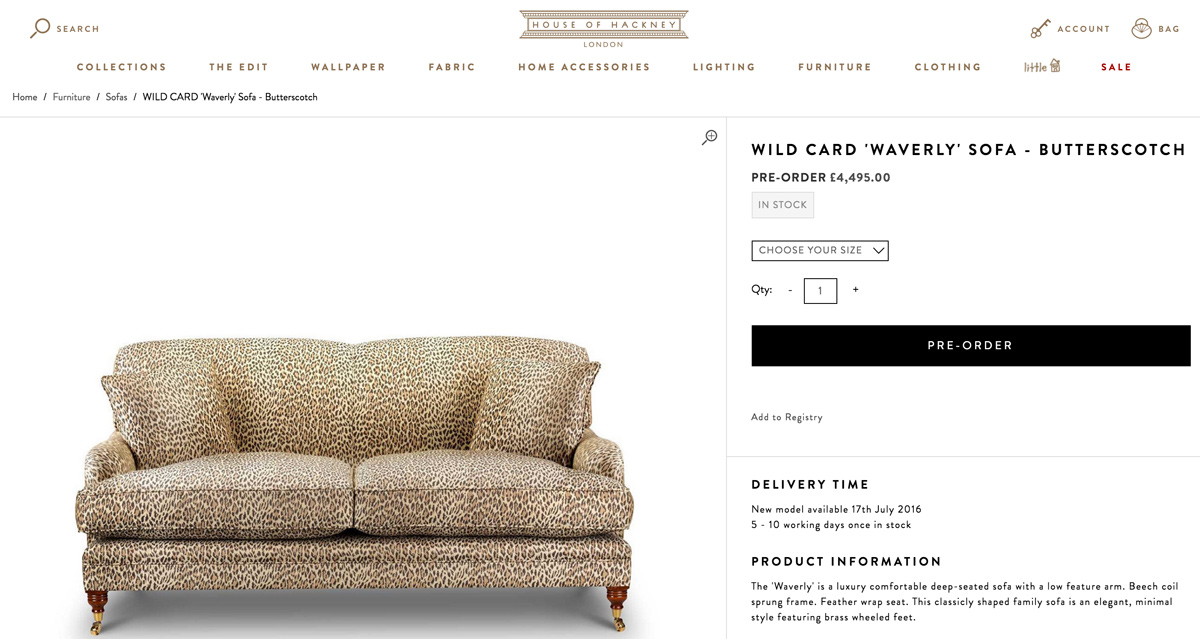 SEARCH
HOUSE OF HACKNEY
LONDON
ACCOUNT
BAG
COLLECTIONS
THE EDIT
WALLPAPER
FABRIC
HOME ACCESSORIES
LIGHTING
FURNITURE
CLOTHING
little
SALE
Home / Furniture / Sofas / WILD CARD 'Waverly' Sofa - Butterscotch
WILD CARD 'WAVERLY' SOFA - BUTTERSCOTCH
PRE-ORDER £4,495.00
IN STOCK
CHOOSE YOUR SIZE
Qty: - 1 +
PRE-ORDER
Add to Registry
DELIVERY TIME
New model available 17th July 2016
5 - 10 working days once in stock
PRODUCT INFORMATION
The 'Waverly' is a luxury comfortable deep-seated sofa with a low feature arm. Beech coil
sprung frame. Feather wrap seat. This classicly shaped family sofa is an elegant, minimal
style featuring brass wheeled feet.